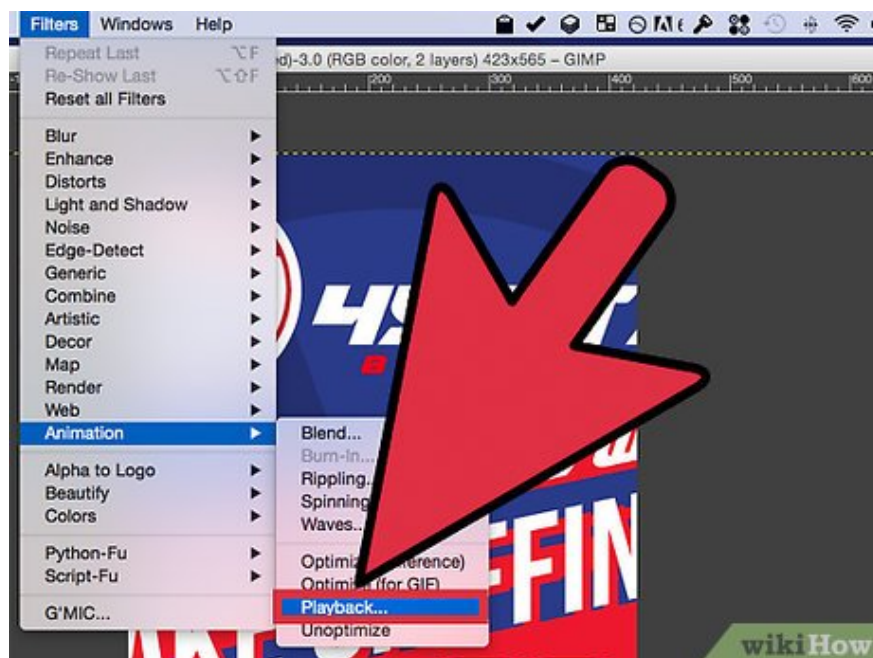 Filters Windows Help
Repeat Last ⌥F
Re-Show Last ⌥⇧F
Reset all Filters
d)-3.0 (RGB color, 2 layers) 423x565 – GIMP
200 300 400 500 600
Blur
Enhance
Distorts
Light and Shadow
Noise
Edge-Detect
Generic
Combine
Artistic
Decor
Map
Render
Web
Animation
Alpha to Logo
Beautify
Colors
Python-Fu
Script-Fu
G'MIC...
Blend...
Burn-In...
Rippling..
Spinning
Waves..
Optimi erence)
Optimi (for GIF)
Playback...
Unoptimize
FFIN
wikiHow